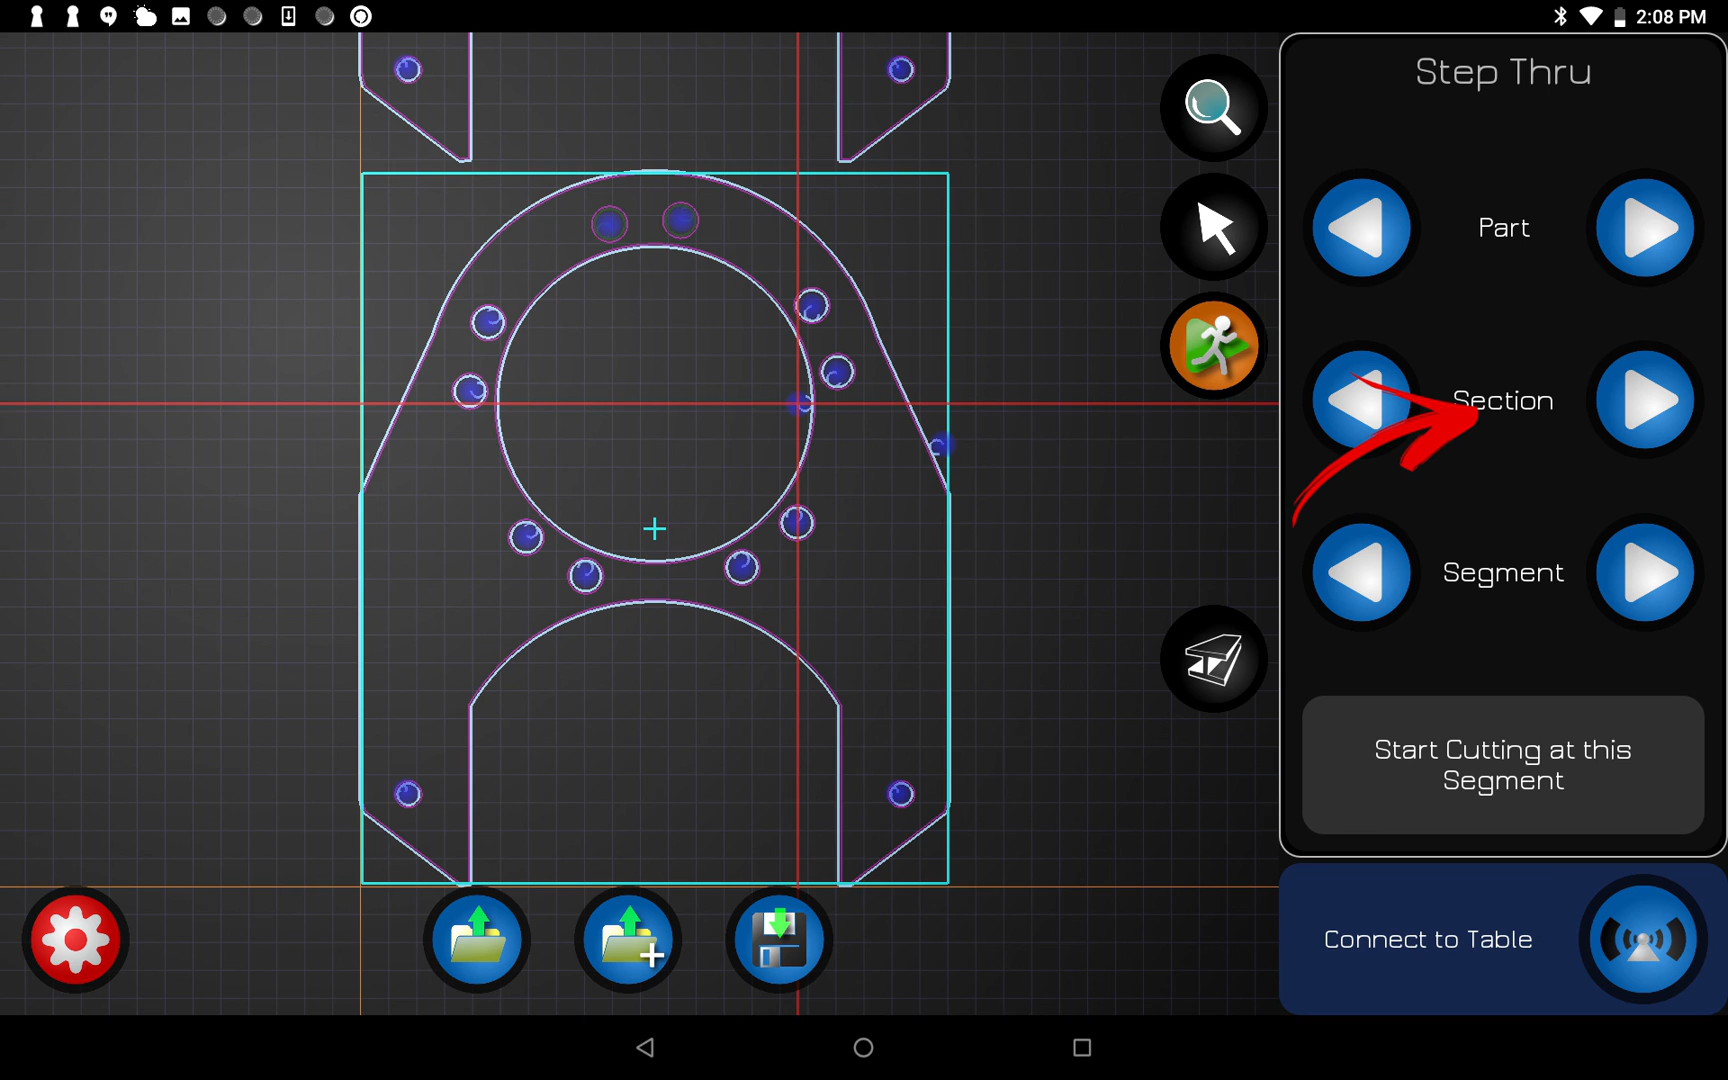 2:08 PM
Step Thru
Part
Section
Segment
Start Cutting at this
Segment
Connect to Table